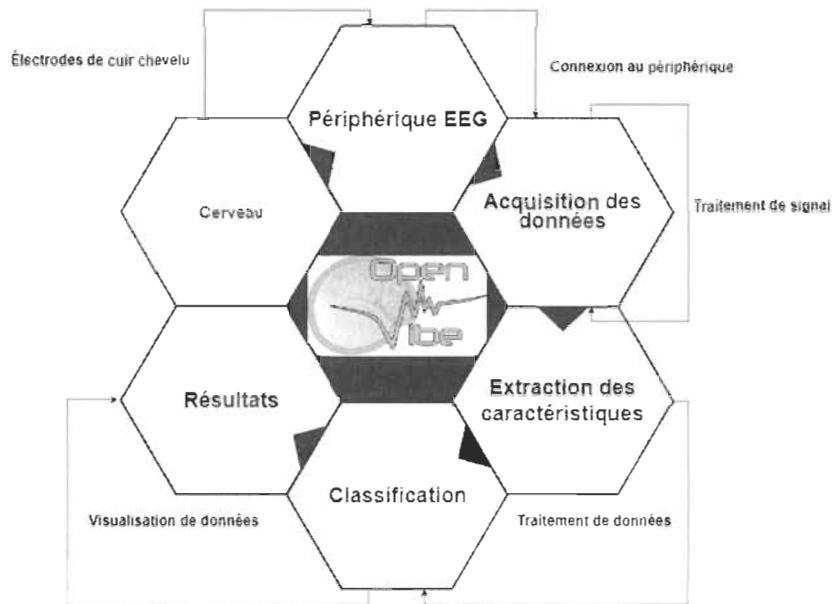 Électrodes de cuir chevelu
Connexion au périphérique
Périphérique EEG
Cerveau
Acquisition des
données
Traitement de signal
Open
Vibe
Résultats
Extraction des
caractéristiques
Classification
Visualisation de données
Traitement de données